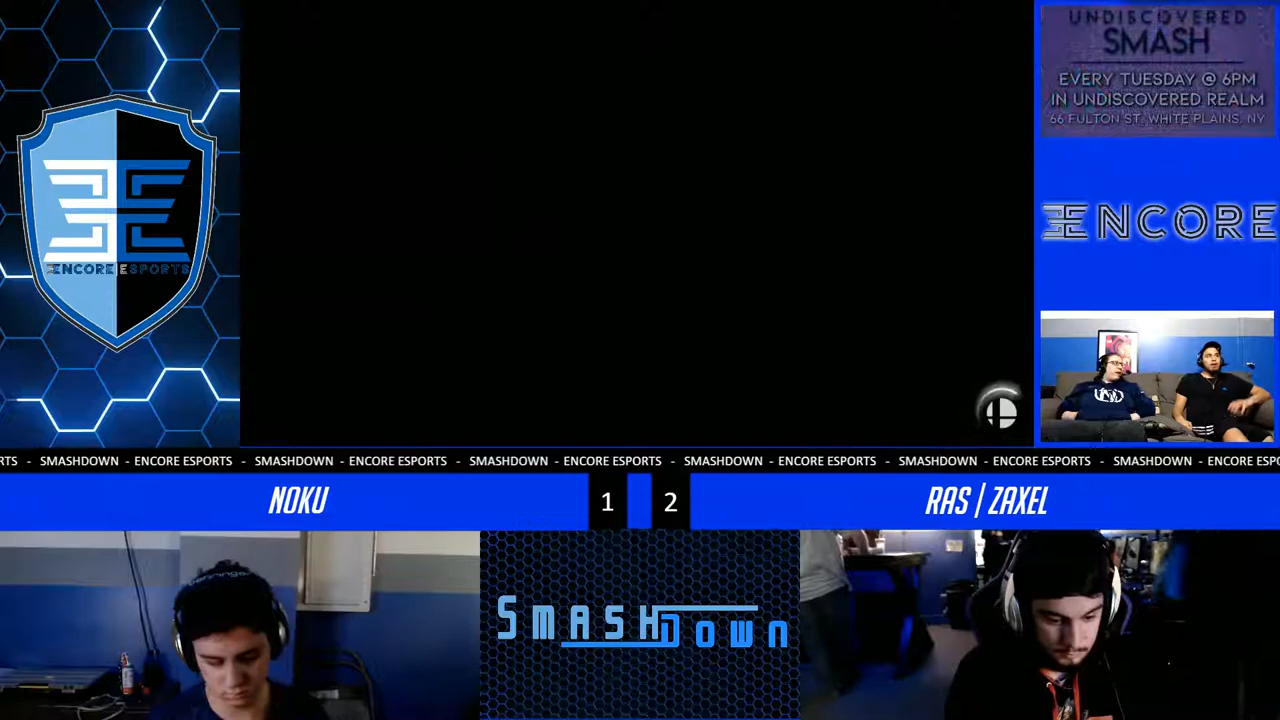 UNDISCOVERED
SMASH
EVERY TUESDAY @ 6PM
IN UNDISCOVERED REALM
66 FULTON ST. WHITE PLAINS, NY
ENCORE
ENCORE ESPORTS
RTS - SMASHDOWN - ENCORE ESPORTS - SMASHDOWN - ENCORE ESPORTS - SMASHDOWN - ENCORE ESPORTS - SMASHDOWN - ENCORE ESPORTS - SMASHDOWN - ENCORE ESPORTS - SMASHDOWN - ENCORE ESPO
NOKU 1 2 RAS | ZAXEL
SMASHDOWN